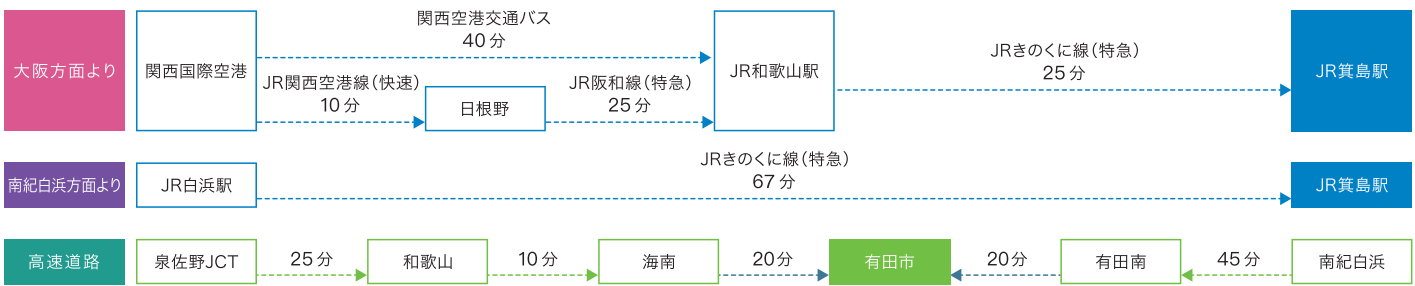 大阪方面より
関西国際空港
関西空港交通バス
40分
JR関西空港線(快速)
10分
日根野
JR阪和線(特急)
25分
JR和歌山駅
JRきのくに線(特急)
25分
JR箕島駅
南紀白浜方面より
JR白浜駅
JRきのくに線(特急)
67分
JR箕島駅
高速道路
泉佐野JCT
25分
和歌山
10分
海南
20分
有田市
20分
有田南
45分
南紀白浜